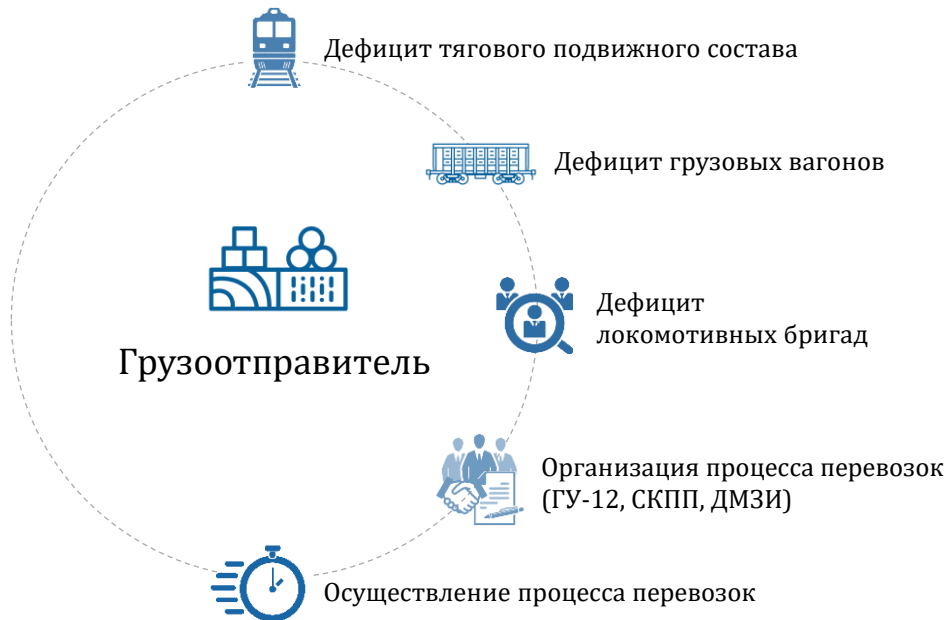 Дефицит тягового подвижного состава
Дефицит грузовых вагонов
Дефицит
локомотивных бригад
Грузоотправитель
Организация процесса перевозок
(ГУ-12, СКПП, ДМЗИ)
Осуществление процесса перевозок